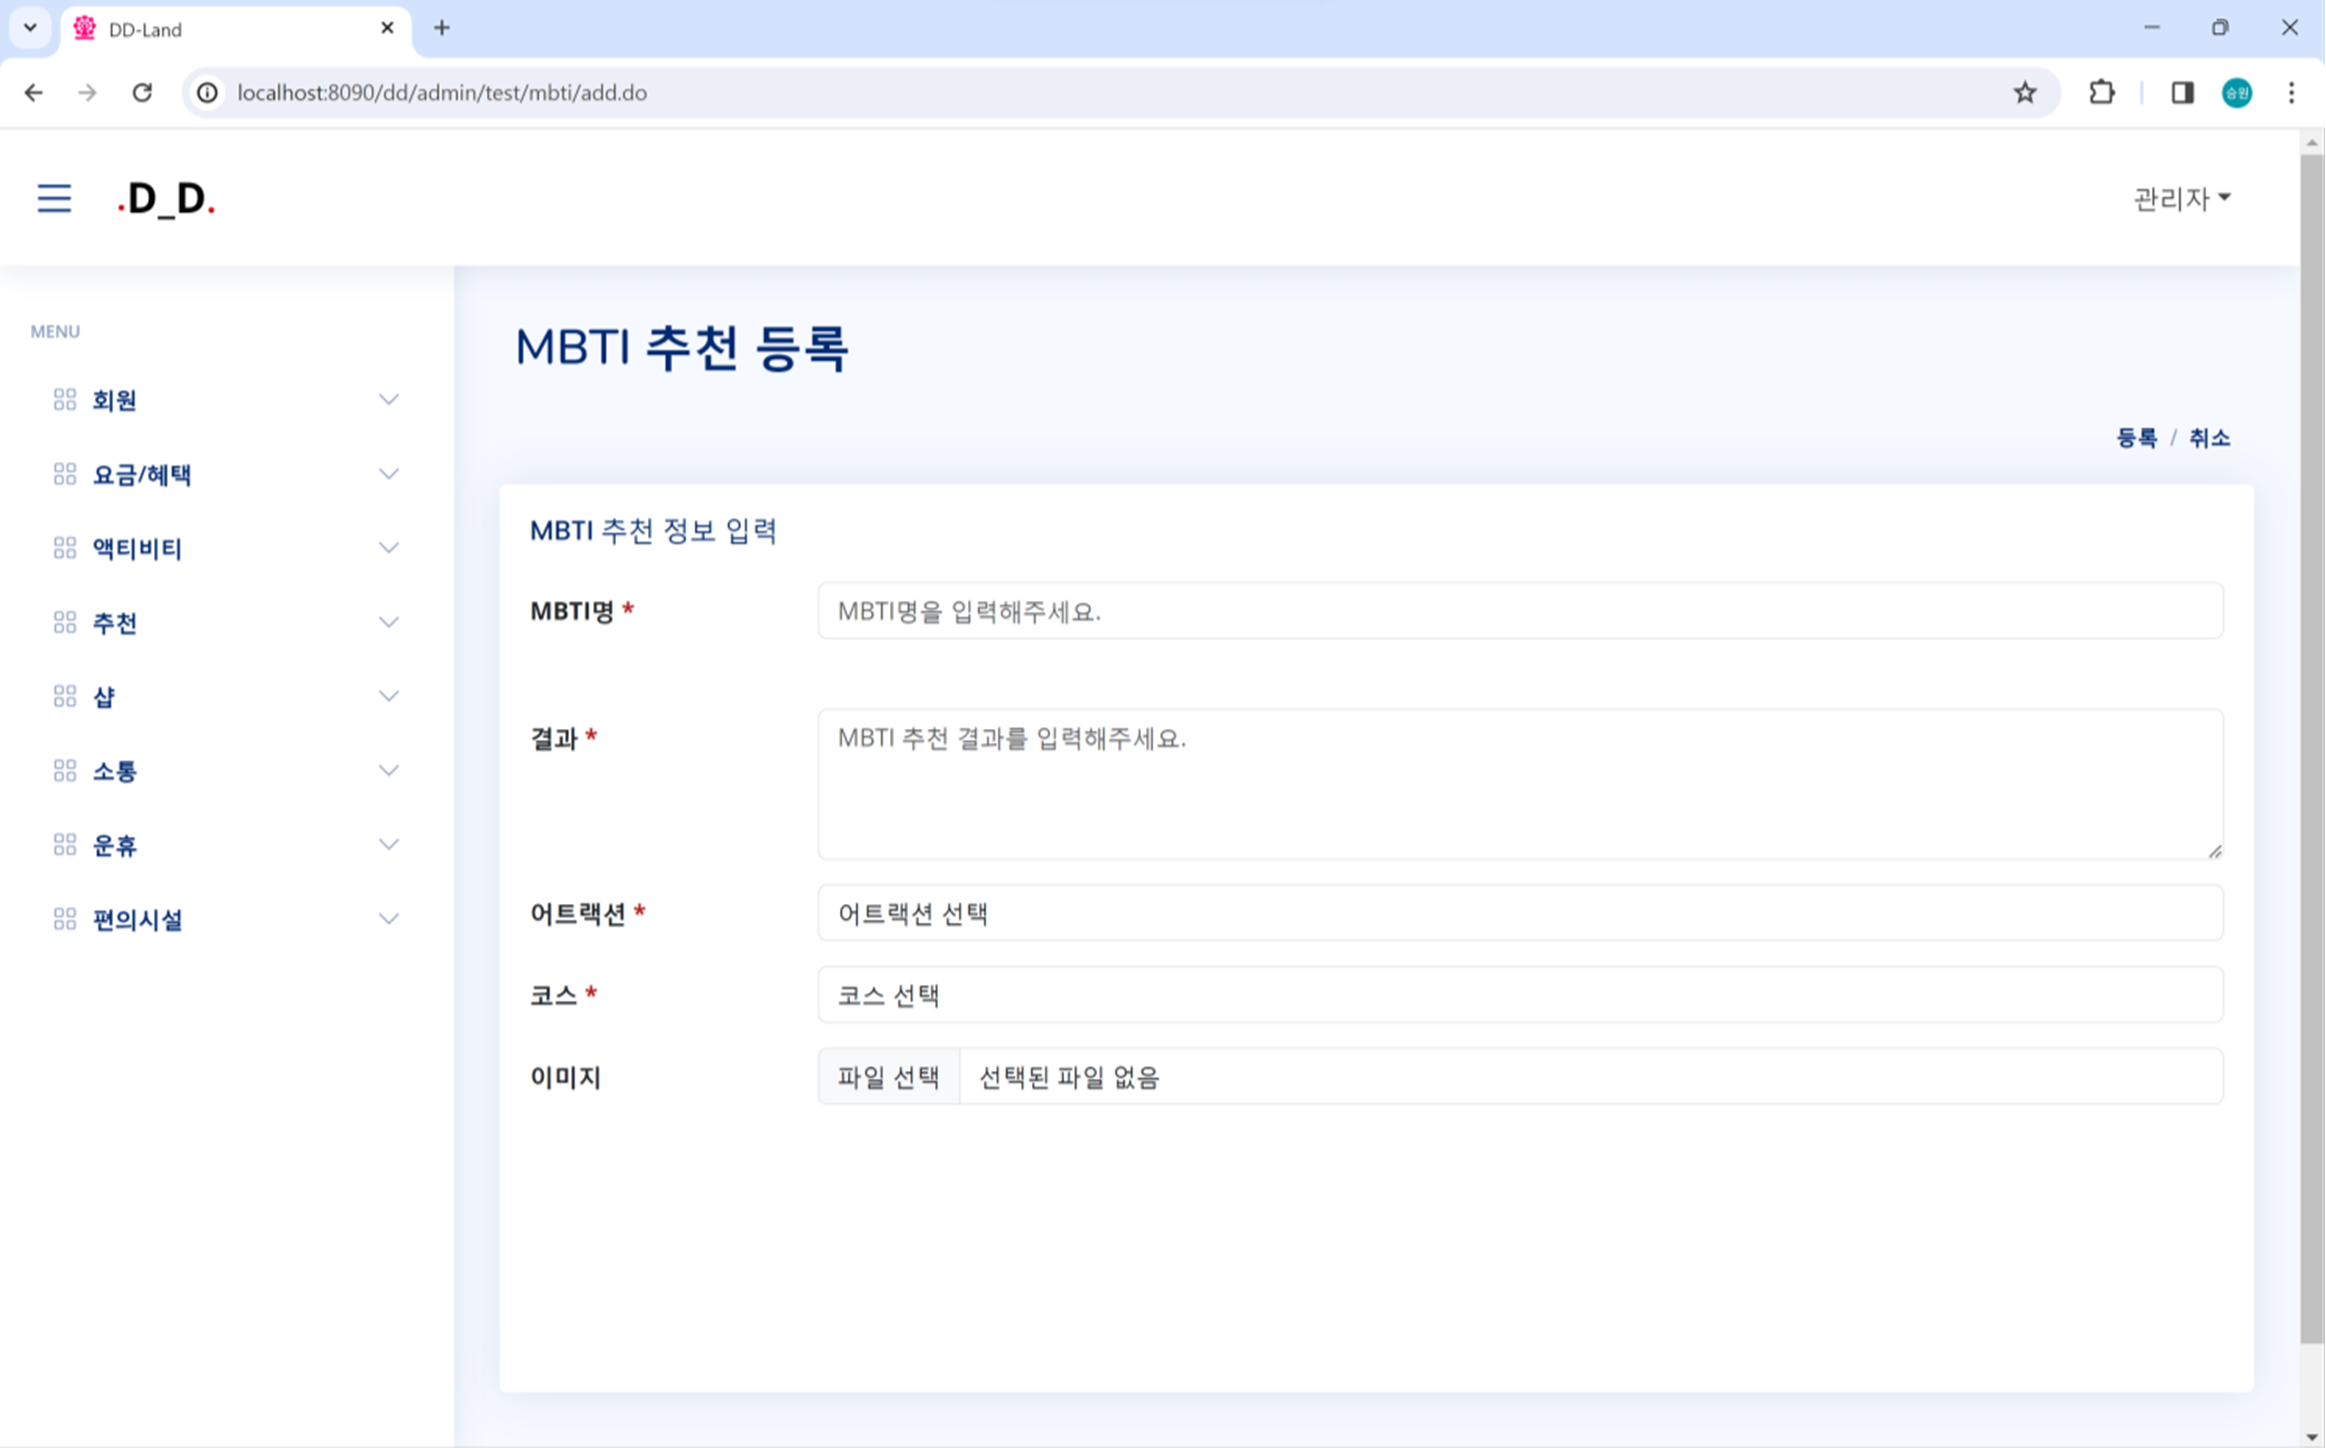 DD-Land
localhost:8090/dd/admin/test/mbti/add.do
승원
.D_D.
관리자
MENU
회원
요금/혜택
액티비티
추천
샵
소통
운휴
편의시설
MBTI 추천 등록
등록 / 취소
MBTI 추천 정보 입력
MBTI명 *
MBTI명을 입력해주세요.
결과 *
MBTI 추천 결과를 입력해주세요.
어트랙션 *
어트랙션 선택
코스 *
코스 선택
이미지
파일 선택 선택된 파일 없음